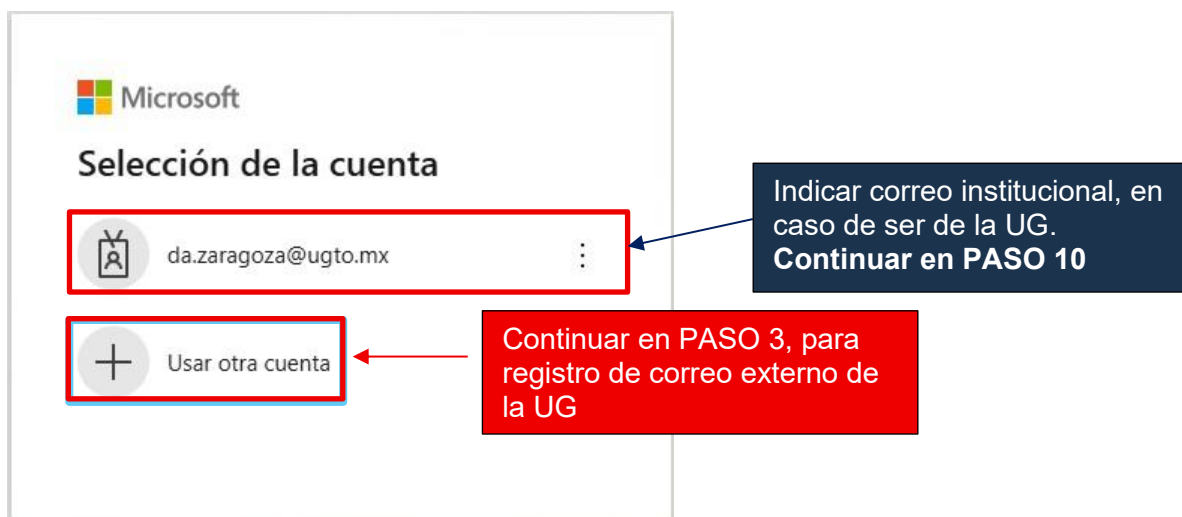 Microsoft
Selección de la cuenta
da.zaragoza@ugto.mx
Indicar correo institucional, en
caso de ser de la UG.
Continuar en PASO 10
Usar otra cuenta
Continuar en PASO 3, para
registro de correo externo de
la UG